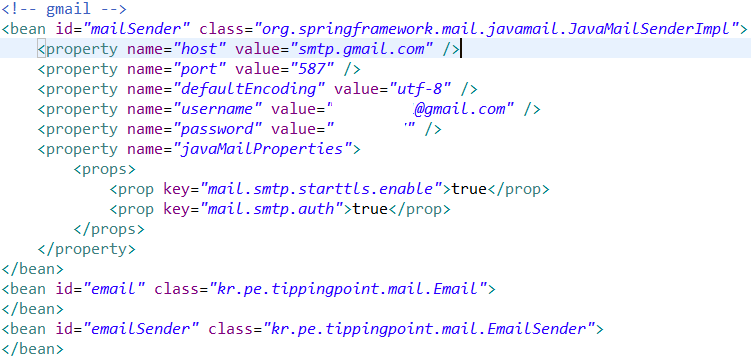 <!-- gmail -->
<bean id="mailSender" class="org.springframework.mail.javamail.JavaMailSenderImpl">
<property name="host" value="smtp.gmail.com" />
<property name="port" value="587" />
<property name="defaultEncoding" value="utf-8" />
<property name="username" value="        @gmail.com" />
<property name="password" value="        " />
<property name="javaMailProperties">
<props>
<prop key="mail.smtp.starttls.enable">true</prop>
<prop key="mail.smtp.auth">true</prop>
</props>
</property>
</bean>
<bean id="email" class="kr.pe.tippingpoint.mail.Email">
</bean>
<bean id="emailSender" class="kr.pe.tippingpoint.mail.EmailSender">
</bean>